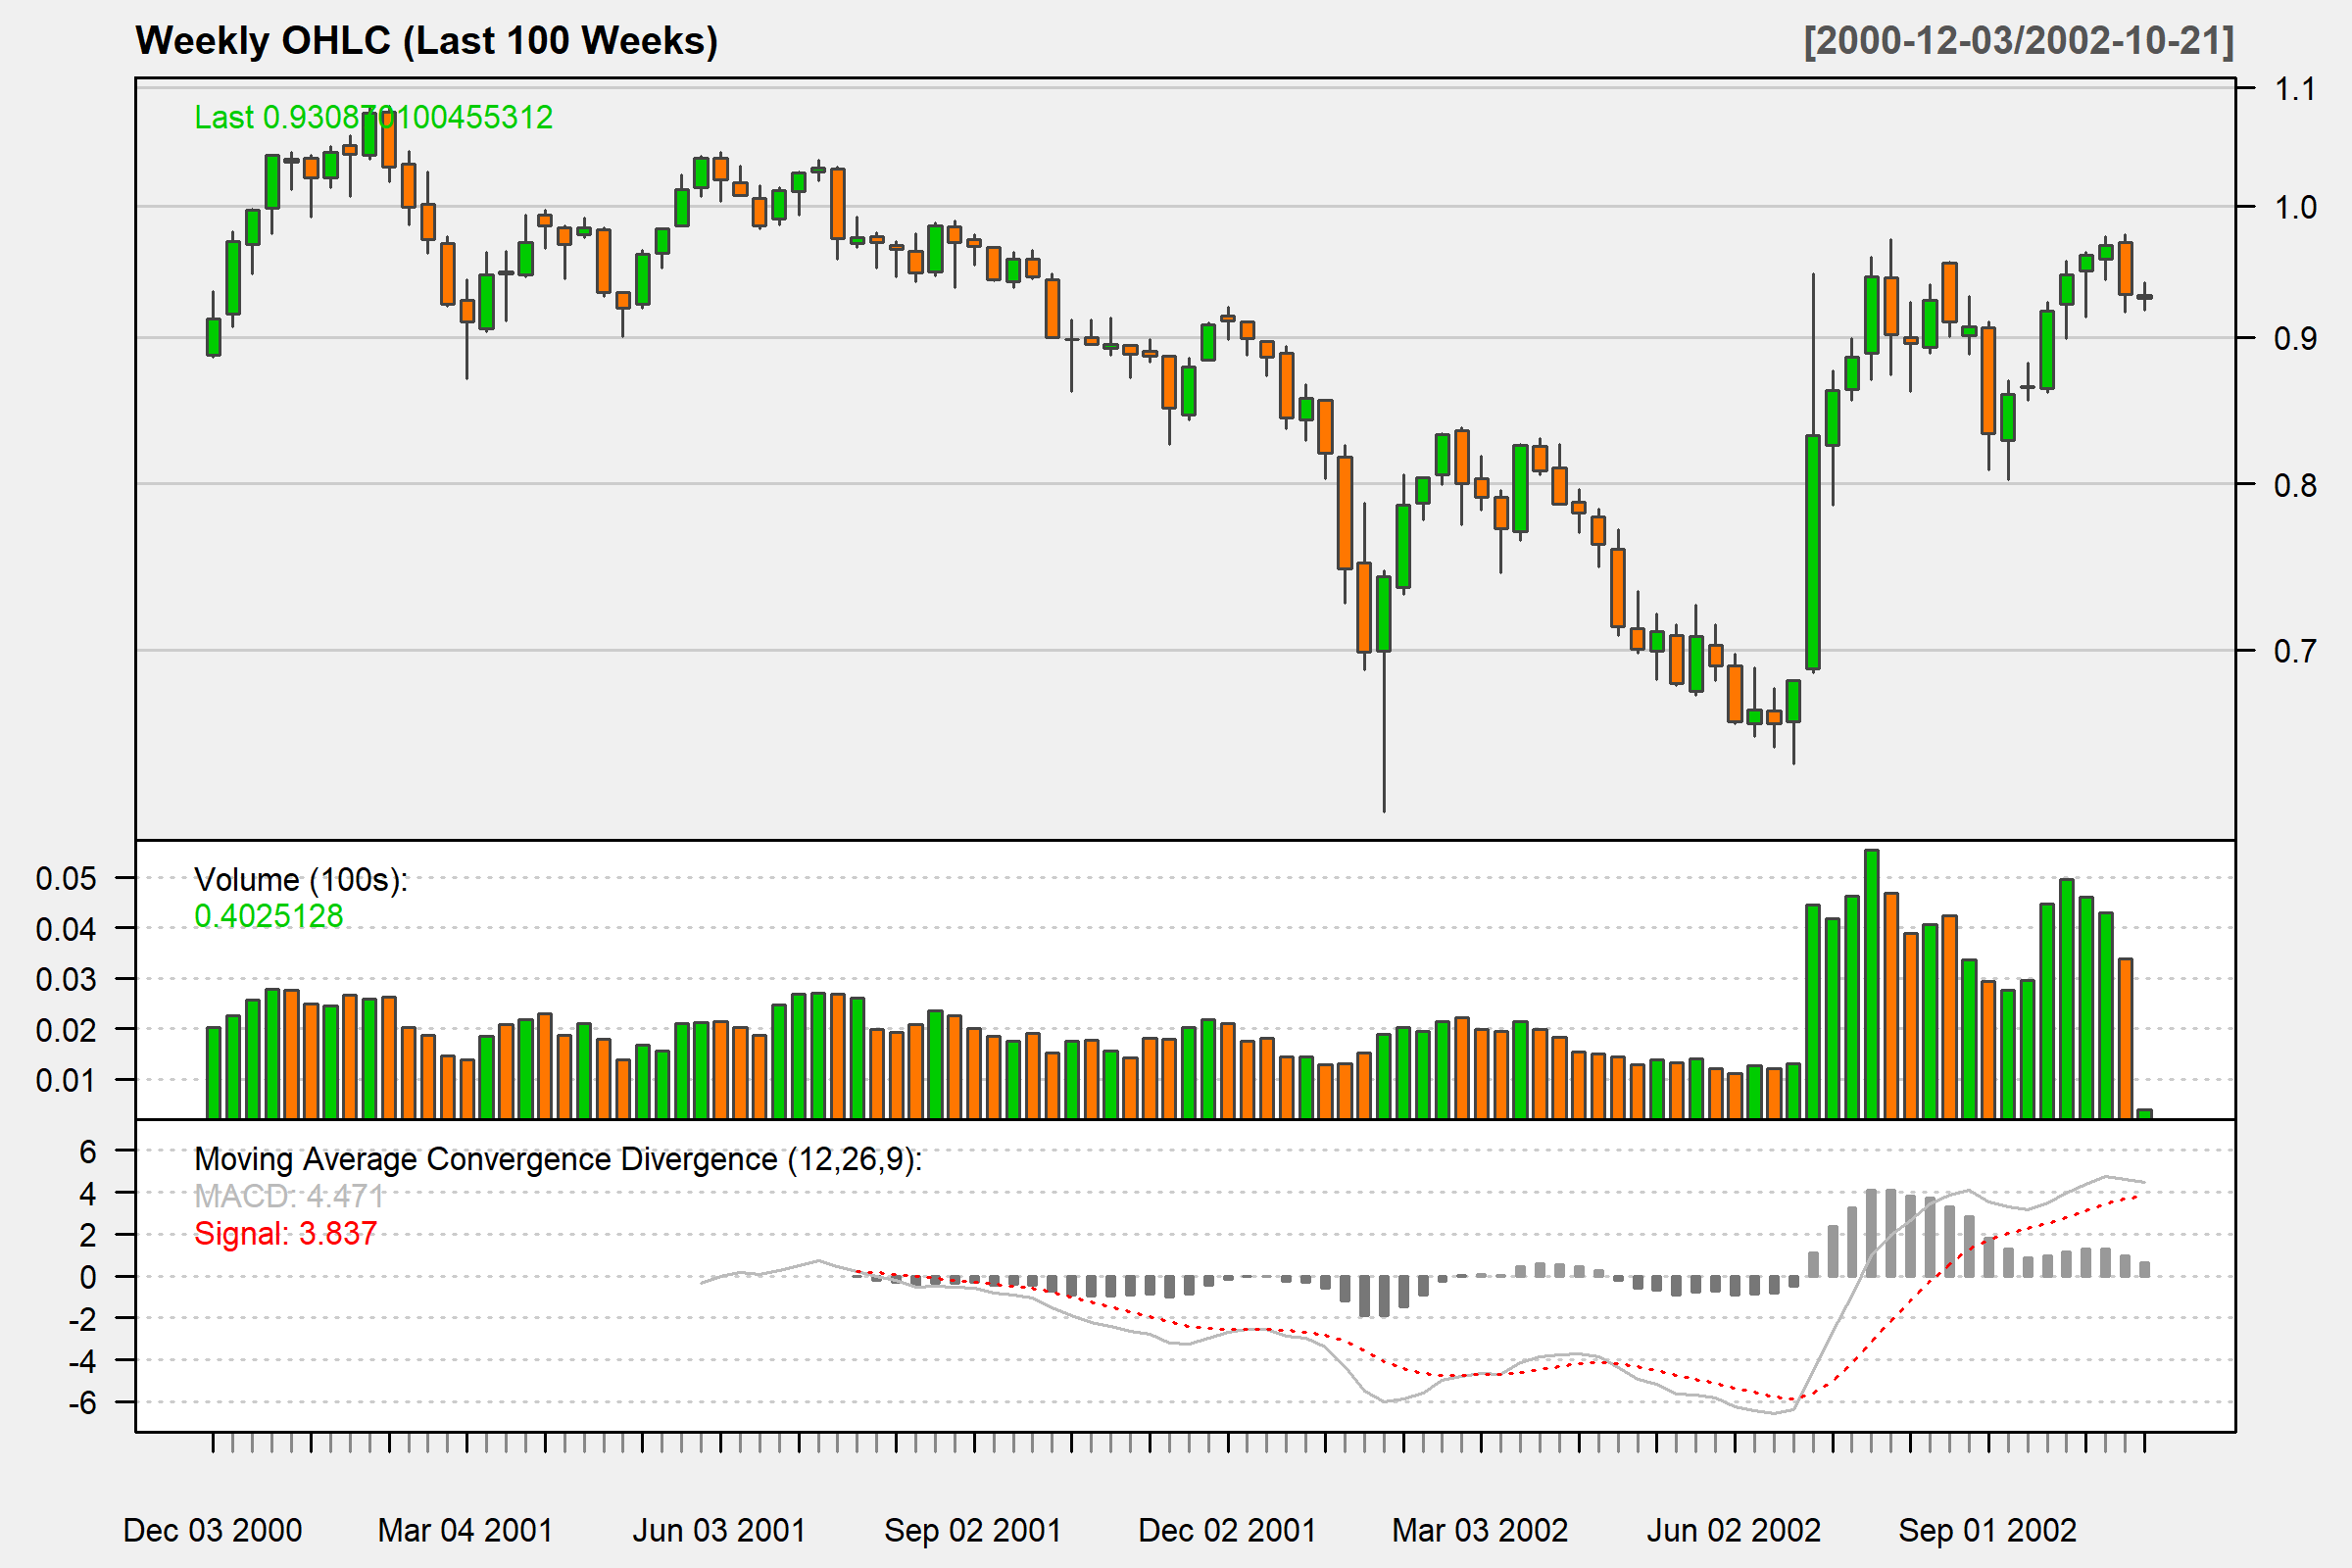 Weekly OHLC (Last 100 Weeks) [2000-12-03/2002-10-21]
Last 0.930870100455312
1.1
1.0
0.9
0.8
0.7
Volume (100s):
0.4025128
0.05
0.04
0.03
0.02
0.01
Moving Average Convergence Divergence (12,26,9):
MACD: 4.471
Signal: 3.837
6
4
2
0
-2
-4
-6
Dec 03 2000 Mar 04 2001 Jun 03 2001 Sep 02 2001 Dec 02 2001 Mar 03 2002 Jun 02 2002 Sep 01 2002